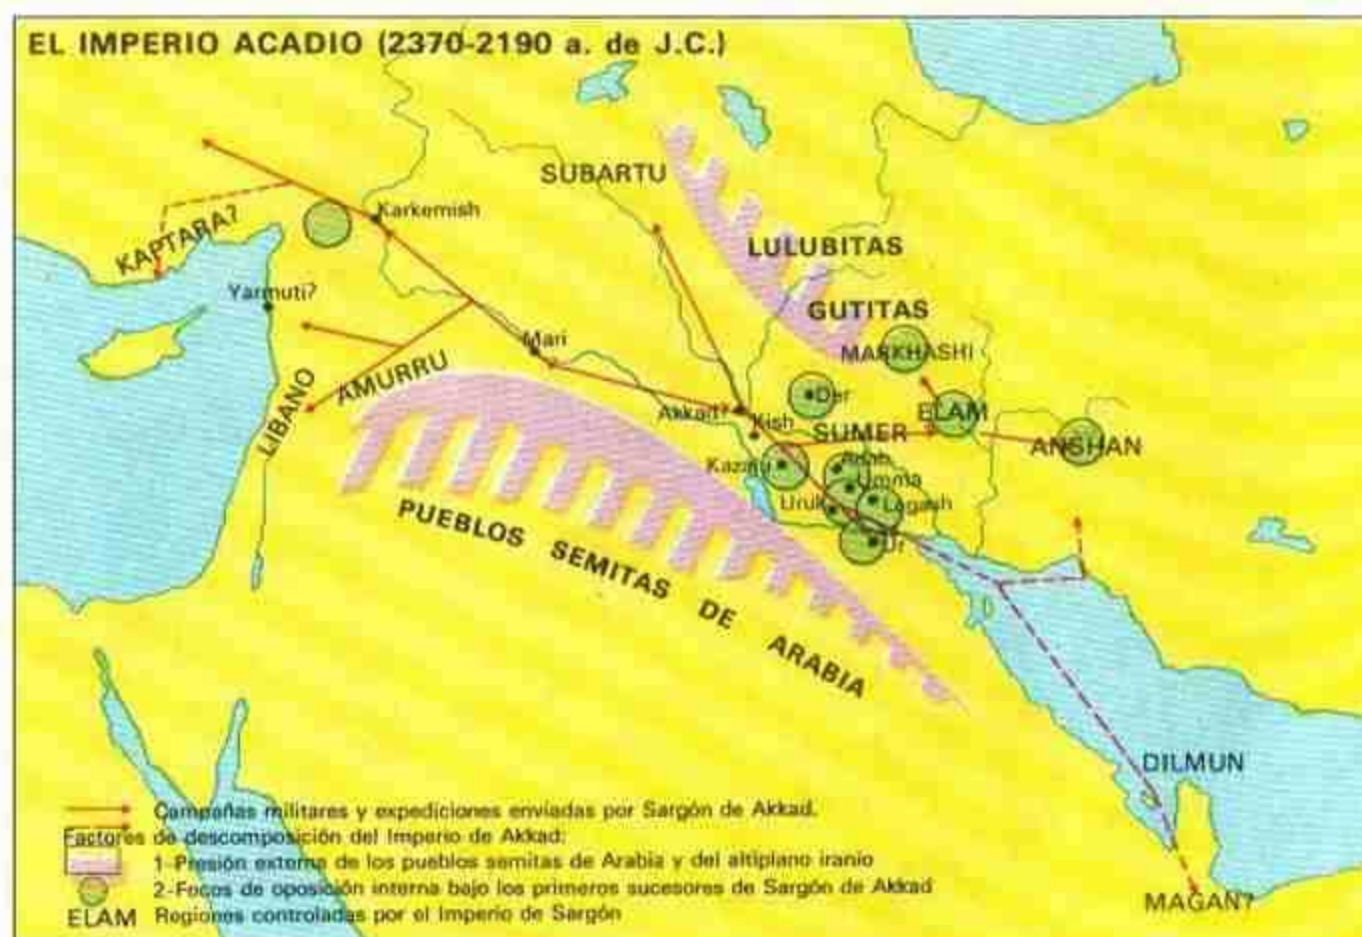 EL IMPERIO ACADIO (2370-2190 a. de J.C.)
SUBARTU
Karkemish
KAPTARA?
LULUBITAS
Yarmuti?
GUTITAS
Mari
MARKHASHI
AMURRU
LIBANO
Der
Akkad?
ELAM
Kish
SUMER
ANSHAN
Kazallu
Adab
Umma
Uruk
Lagash
Ur
PUEBLOS SEMITAS DE ARABIA
DILMUN
MAGAN?
Campañas militares y expediciones enviadas por Sargón de Akkad.
Factores de descomposición del Imperio de Akkad:
1-Presión externa de los pueblos semitas de Arabia y del altiplano iranio
2-Focos de oposición interna bajo los primeros sucesores de Sargón de Akkad
ELAM Regiones controladas por el Imperio de Sargón